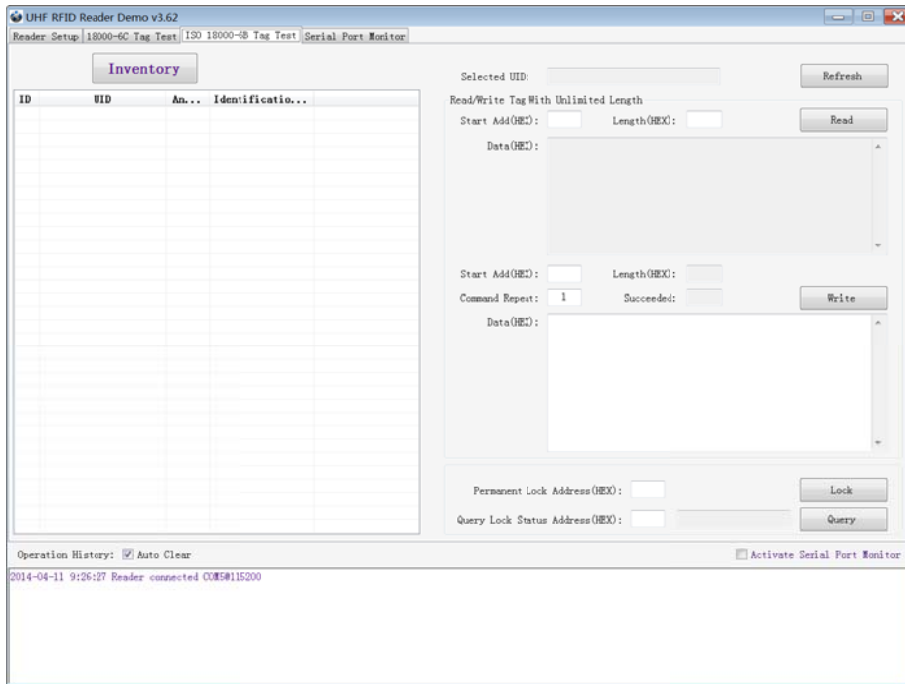 UHF RFID Reader Demo v3.62
Reader Setup 18000-6C Tag Test ISO 18000-6B Tag Test Serial Port Monitor
Inventory
ID UID An... Identificatio...
Selected UID: Refresh
Read/Write Tag With Unlimited Length
Start Add(HEX): Length(HEX): Read
Data(HEX):
Start Add(HEX): Length(HEX):
Command Repeat: 1 Succeeded: Write
Data(HEX):
Permanent Lock Address(HEX): Lock
Query Lock Status Address(HEX): Query
Operation History: Auto Clear Activate Serial Port Monitor
2014-04-11 9:26:27 Reader connected COM5@115200